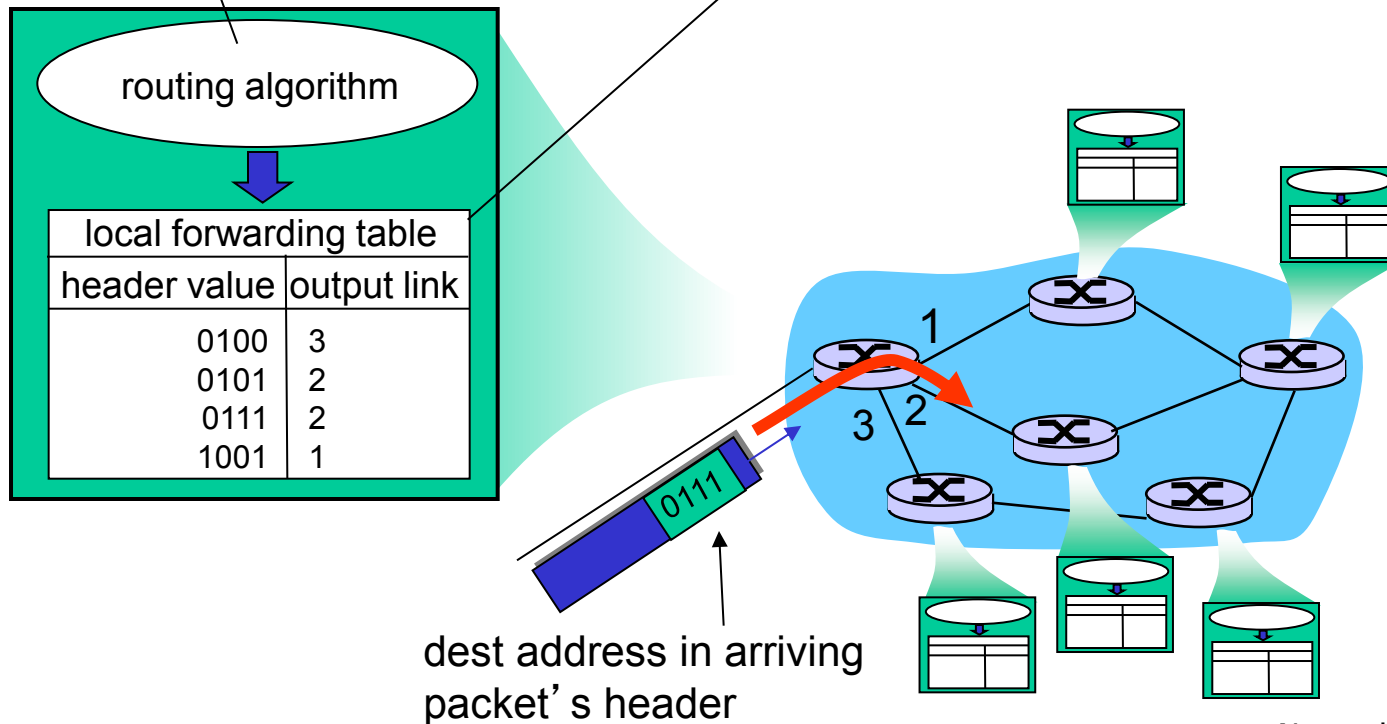 routing algorithm
local forwarding table
header value output link
0100 3
0101 2
0111 2
1001 1
1
2
3
0111
dest address in arriving
packet’s header